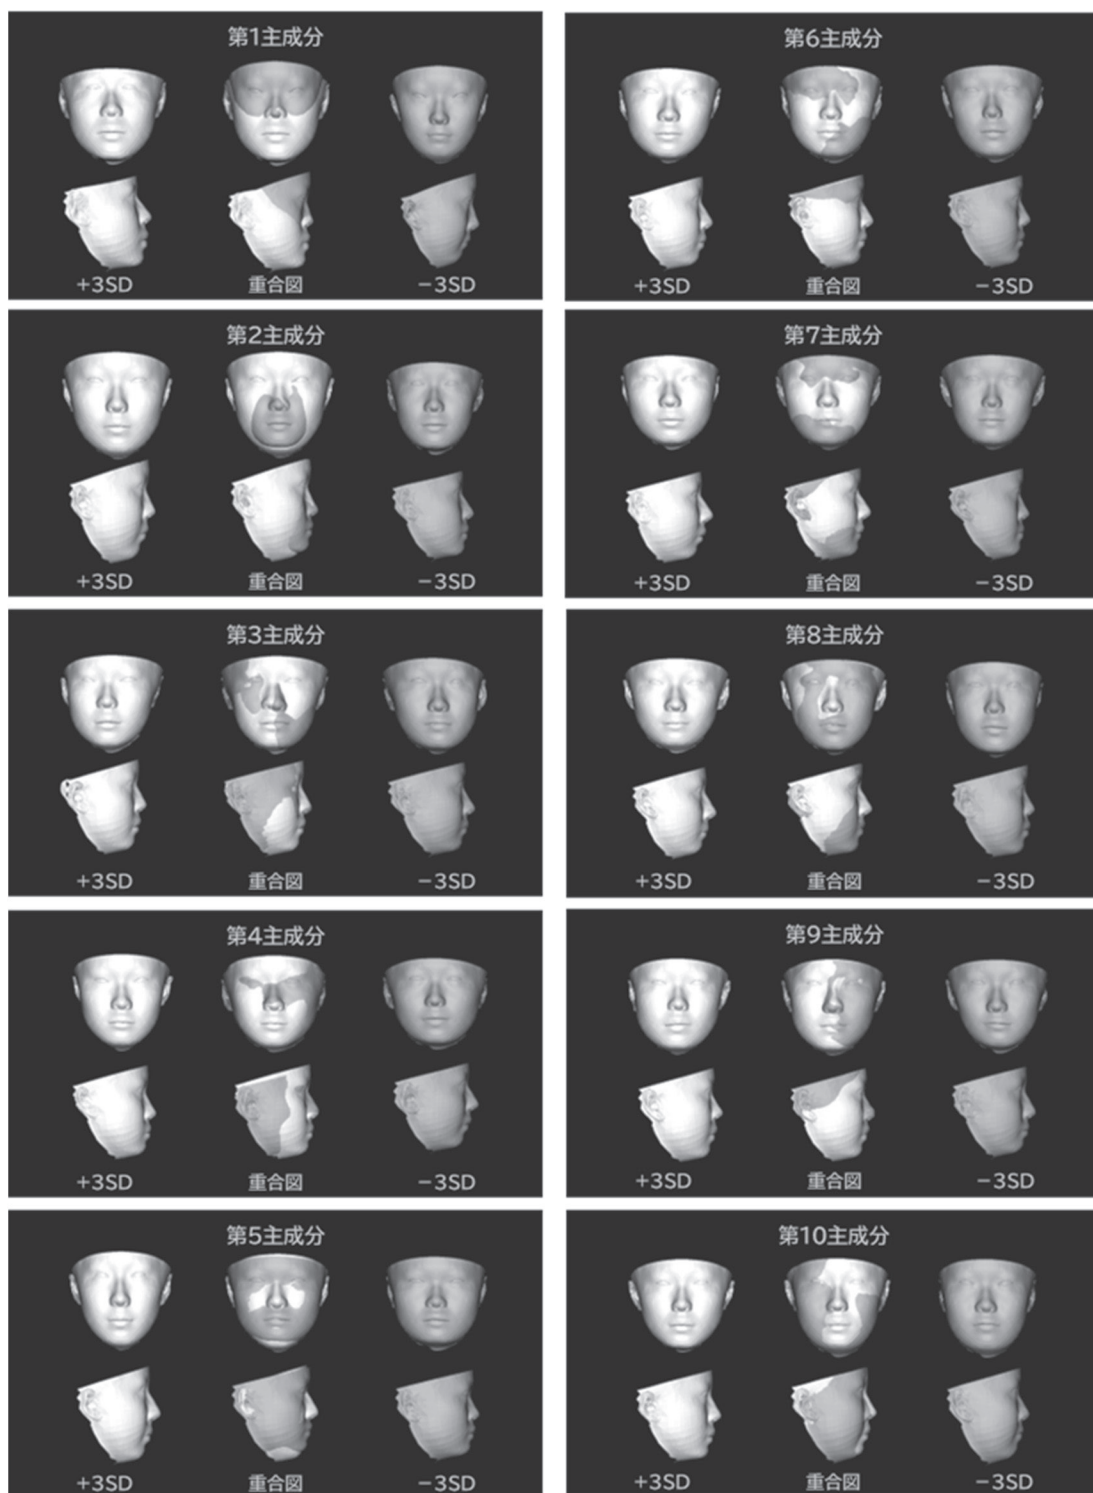 第1主成分
+3SD 重合図 −3SD
第2主成分
+3SD 重合図 −3SD
第3主成分
+3SD 重合図 −3SD
第4主成分
+3SD 重合図 −3SD
第5主成分
+3SD 重合図 −3SD
第6主成分
+3SD 重合図 −3SD
第7主成分
+3SD 重合図 −3SD
第8主成分
+3SD 重合図 −3SD
第9主成分
+3SD 重合図 −3SD
第10主成分
+3SD 重合図 −3SD